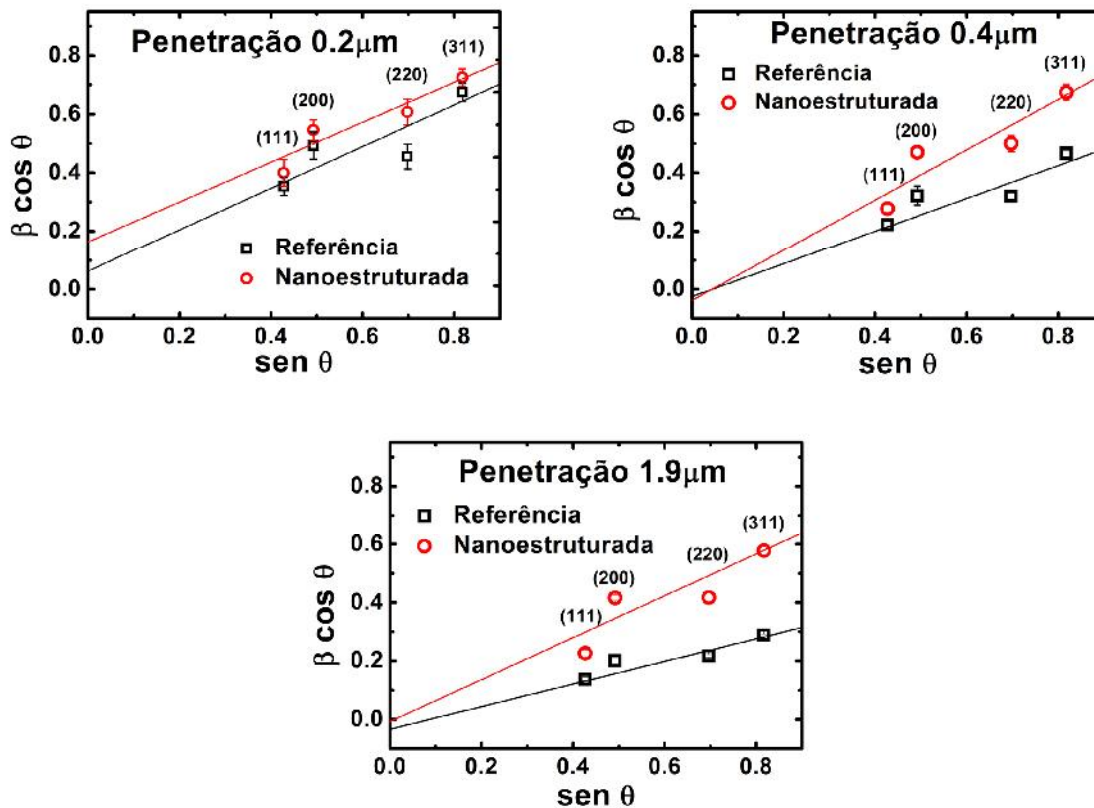 Penetração 0.2μm
(311)
(220)
(200)
(111)
Referência
Nanoestruturada
0.8
0.6
0.4
0.2
0.0
β cos θ
0.0 0.2 0.4 0.6 0.8
sen θ
Penetração 0.4μm
Referência
Nanoestruturada
(311)
(220)
(200)
(111)
0.8
0.6
0.4
0.2
0.0
β cos θ
0.0 0.2 0.4 0.6 0.8
sen θ
Penetração 1.9μm
Referência
Nanoestruturada
(311)
(220)
(200)
(111)
0.8
0.6
0.4
0.2
0.0
β cos θ
0.0 0.2 0.4 0.6 0.8
sen θ